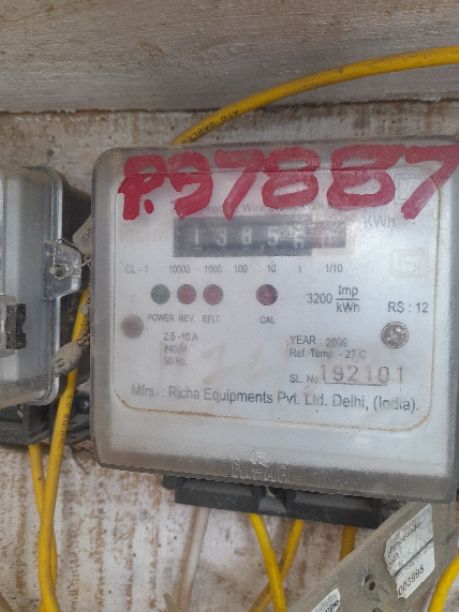 P.97887
KWh
1385
CL - 1 10000 1000 100 10 1 1/10
3200 Imp/kWh
RS : 12
POWER REV. EFLT CAL
2.5 -10 A
50 Hz.
YEAR : 2009
Ref. Temp. - 27°C
SL. No. 192101
Mfrs. : Richa Equipments Pvt. Ltd. Delhi, (India).
RICHA